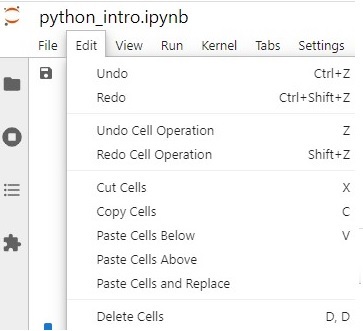 python_intro.ipynb
File Edit View Run Kernel Tabs Settings
Undo Ctrl+Z
Redo Ctrl+Shift+Z
Undo Cell Operation Z
Redo Cell Operation Shift+Z
Cut Cells X
Copy Cells C
Paste Cells Below V
Paste Cells Above
Paste Cells and Replace
Delete Cells D, D